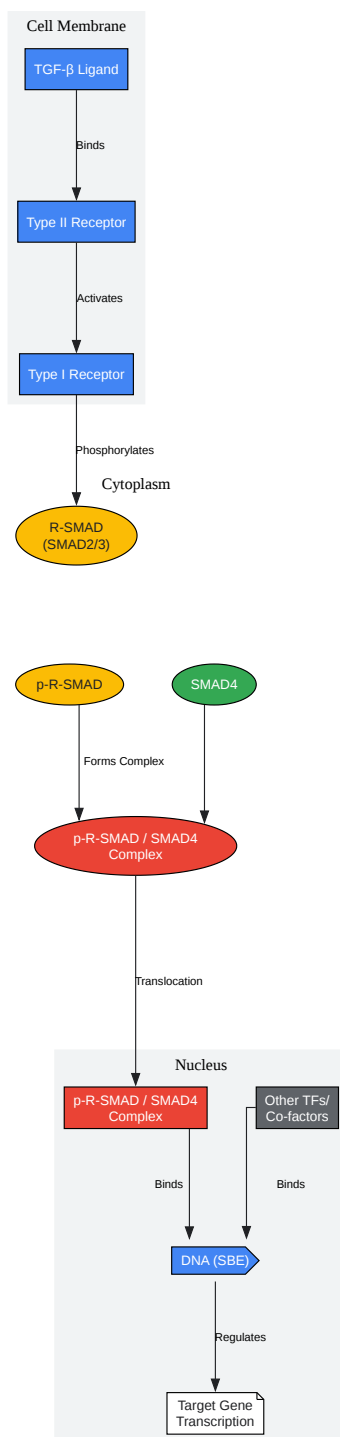 Cell Membrane
TGF-β Ligand
Binds
Type II Receptor
Activates
Type I Receptor
Phosphorylates
Cytoplasm
R-SMAD
(SMAD2/3)
p-R-SMAD
SMAD4
Forms Complex
p-R-SMAD / SMAD4
Complex
Translocation
Nucleus
p-R-SMAD / SMAD4
Complex
Other TFs/
Co-factors
Binds
Binds
DNA (SBE)
Regulates
Target Gene
Transcription